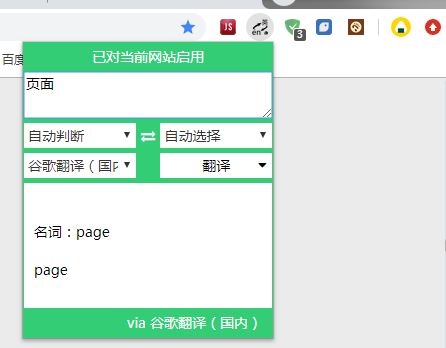 JS
英
en
3
百度
已对当前网站启用
页面
自动判断
自动选择
谷歌翻译（国内
翻译
名词：page
page
via 谷歌翻译（国内）